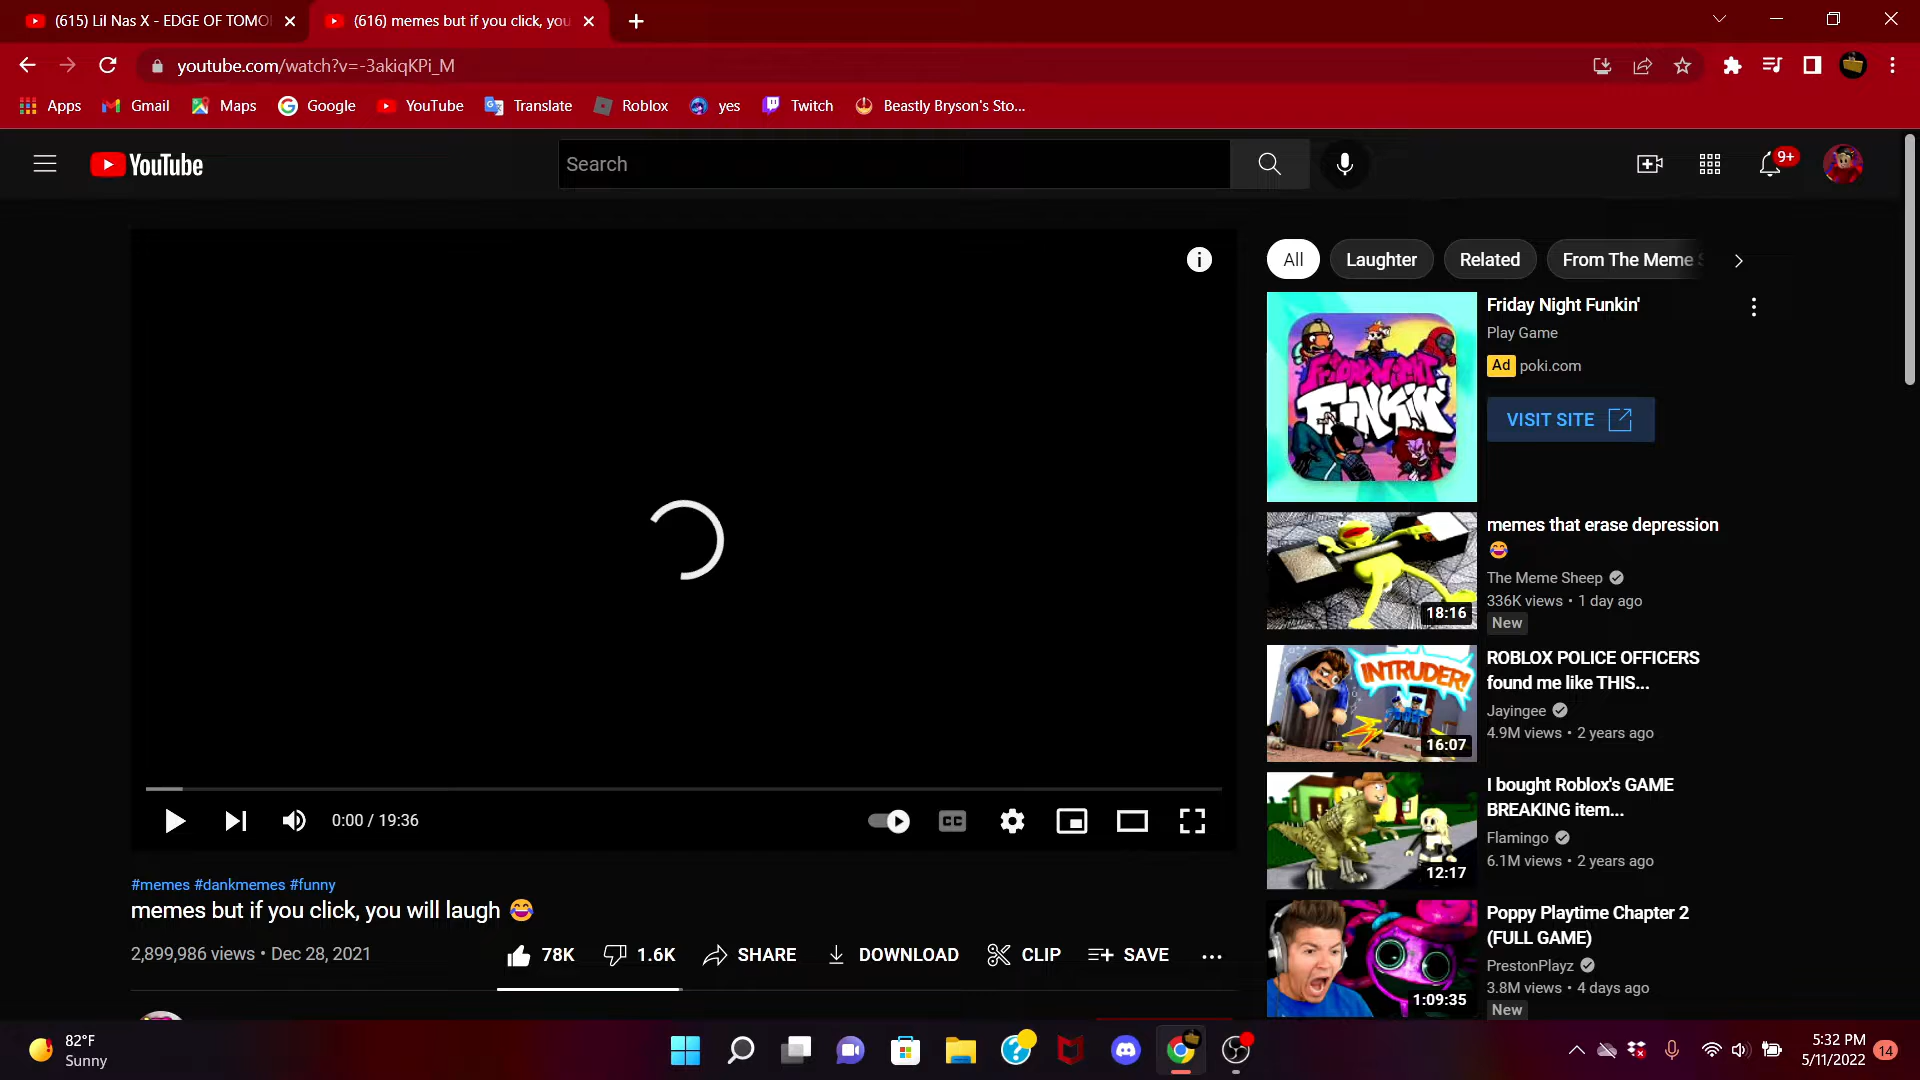 (615) Lil Nas X - EDGE OF TOMO
(616) memes but if you click, you
youtube.com/watch?v=-3akiqKPi_M
Apps Gmail Maps Google YouTube Translate Roblox yes Twitch Beastly Bryson's Sto...
YouTube
Search
9+
All Laughter Related From The Meme S
Friday Night Funkin'
Play Game
Ad poki.com
VISIT SITE
FRIDAY NIGHT
FUNKIN
memes that erase depression
😂
The Meme Sheep
336K views • 1 day ago
New
18:16
INTRUDER!
ROBLOX POLICE OFFICERS
found me like THIS...
Jayingee
4.9M views • 2 years ago
16:07
I bought Roblox's GAME
BREAKING item...
Flamingo
6.1M views • 2 years ago
12:17
Poppy Playtime Chapter 2
(FULL GAME)
PrestonPlayz
3.8M views • 4 days ago
New
1:09:35
0:00 / 19:36
CC
#memes #dankmemes #funny
memes but if you click, you will laugh 😂
2,899,986 views • Dec 28, 2021
78K 1.6K SHARE DOWNLOAD CLIP SAVE
82°F
Sunny
5:32 PM
5/11/2022
14